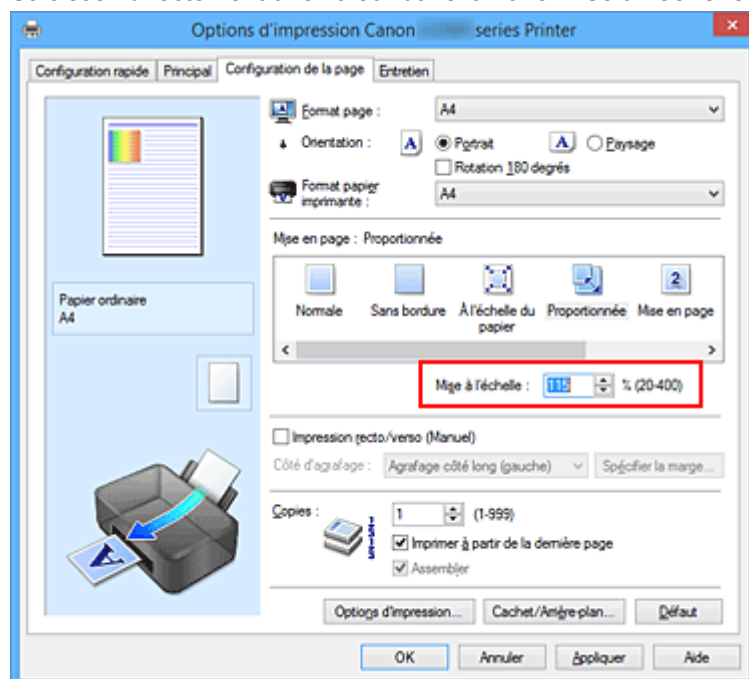 Options d'impression Canon series Printer
Configuration rapide Principal Configuration de la page Entretien
Format page : A4
Orientation : A Portrait A Paysage
Rotation 180 degrés
Format papier imprimante : A4
Mise en page : Proportionnée
Normale Sans bordure À l'échelle du papier Proportionnée Mise en page
Papier ordinaire
A4
Mise à l'échelle : 115 % (20-400)
Impression recto/verso (Manuel)
Côté d'agrafage : Agrafage côté long (gauche) Spécifier la marge...
Copies : 1 (1-999)
Imprimer à partir de la dernière page
Assembler
Options d'impression... Cachet/Arrière-plan... Défaut
OK Annuler Appliquer Aide